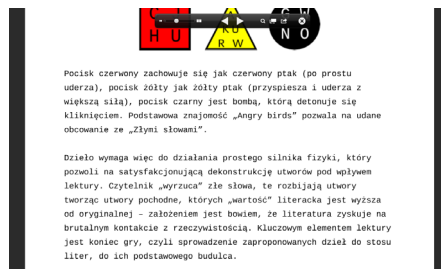 H U
R W
N O
Pocisk czerwony zachowuje się jak czerwony ptak (po prostu
uderza), pocisk żółty jak żółty ptak (przyspiesza i uderza z
większą siłą), pocisk czarny jest bombą, którą detonuje się
kliknięciem. Podstawowa znajomość „Angry birds” pozwala na udane
obcowanie ze „Złymi słowami”.
Dzieło wymaga więc do działania prostego silnika fizyki, który
pozwoli na satysfakcjonującą dekonstrukcję utworów pod wpływem
lektury. Czytelnik „wyrzuca” złe słowa, te rozbijają utwory
tworząc utwory pochodne, których „wartość” literacka jest wyższa
od oryginalnej – założeniem jest bowiem, że literatura zyskuje na
brutalnym kontakcie z rzeczywistością. Kluczowym elementem lektury
jest koniec gry, czyli sprowadzenie zaproponowanych dzieł do stosu
liter, do ich podstawowego budulca.